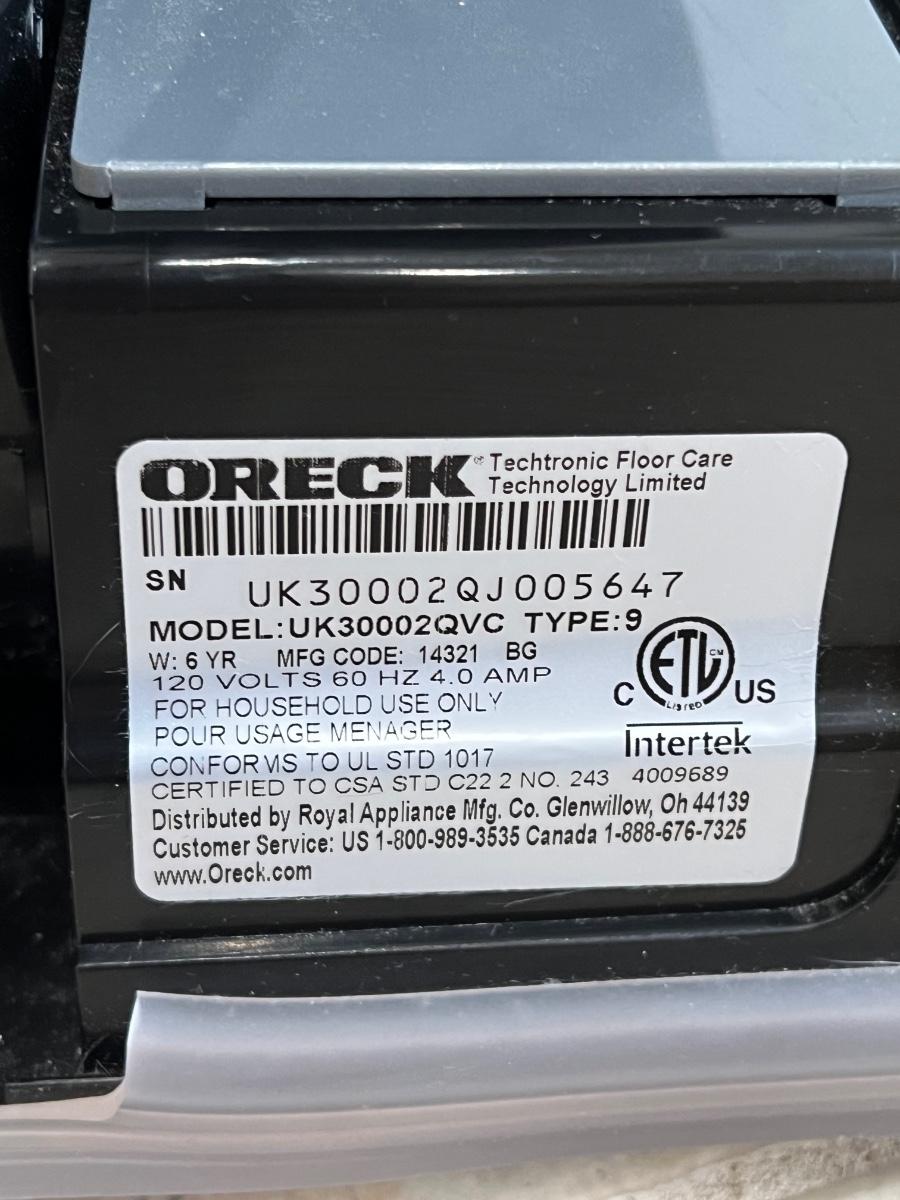 ORECK Techtronic Floor Care
Technology Limited
SN UK30002QJ005647
MODEL:UK30002QVC TYPE:9
W: 6 YR MFG CODE: 14321 BG
120 VOLTS 60 HZ 4.0 AMP
FOR HOUSEHOLD USE ONLY
POUR USAGE MENAGER
CONFORMS TO UL STD 1017
CERTIFIED TO CSA STD C22 2 NO. 243 4009689
C ETL CM US
Listed
Intertek
Distributed by Royal Appliance Mfg. Co. Glenwillow, Oh 44139
Customer Service: US 1-800-989-3535 Canada 1-888-676-7325
www.Oreck.com